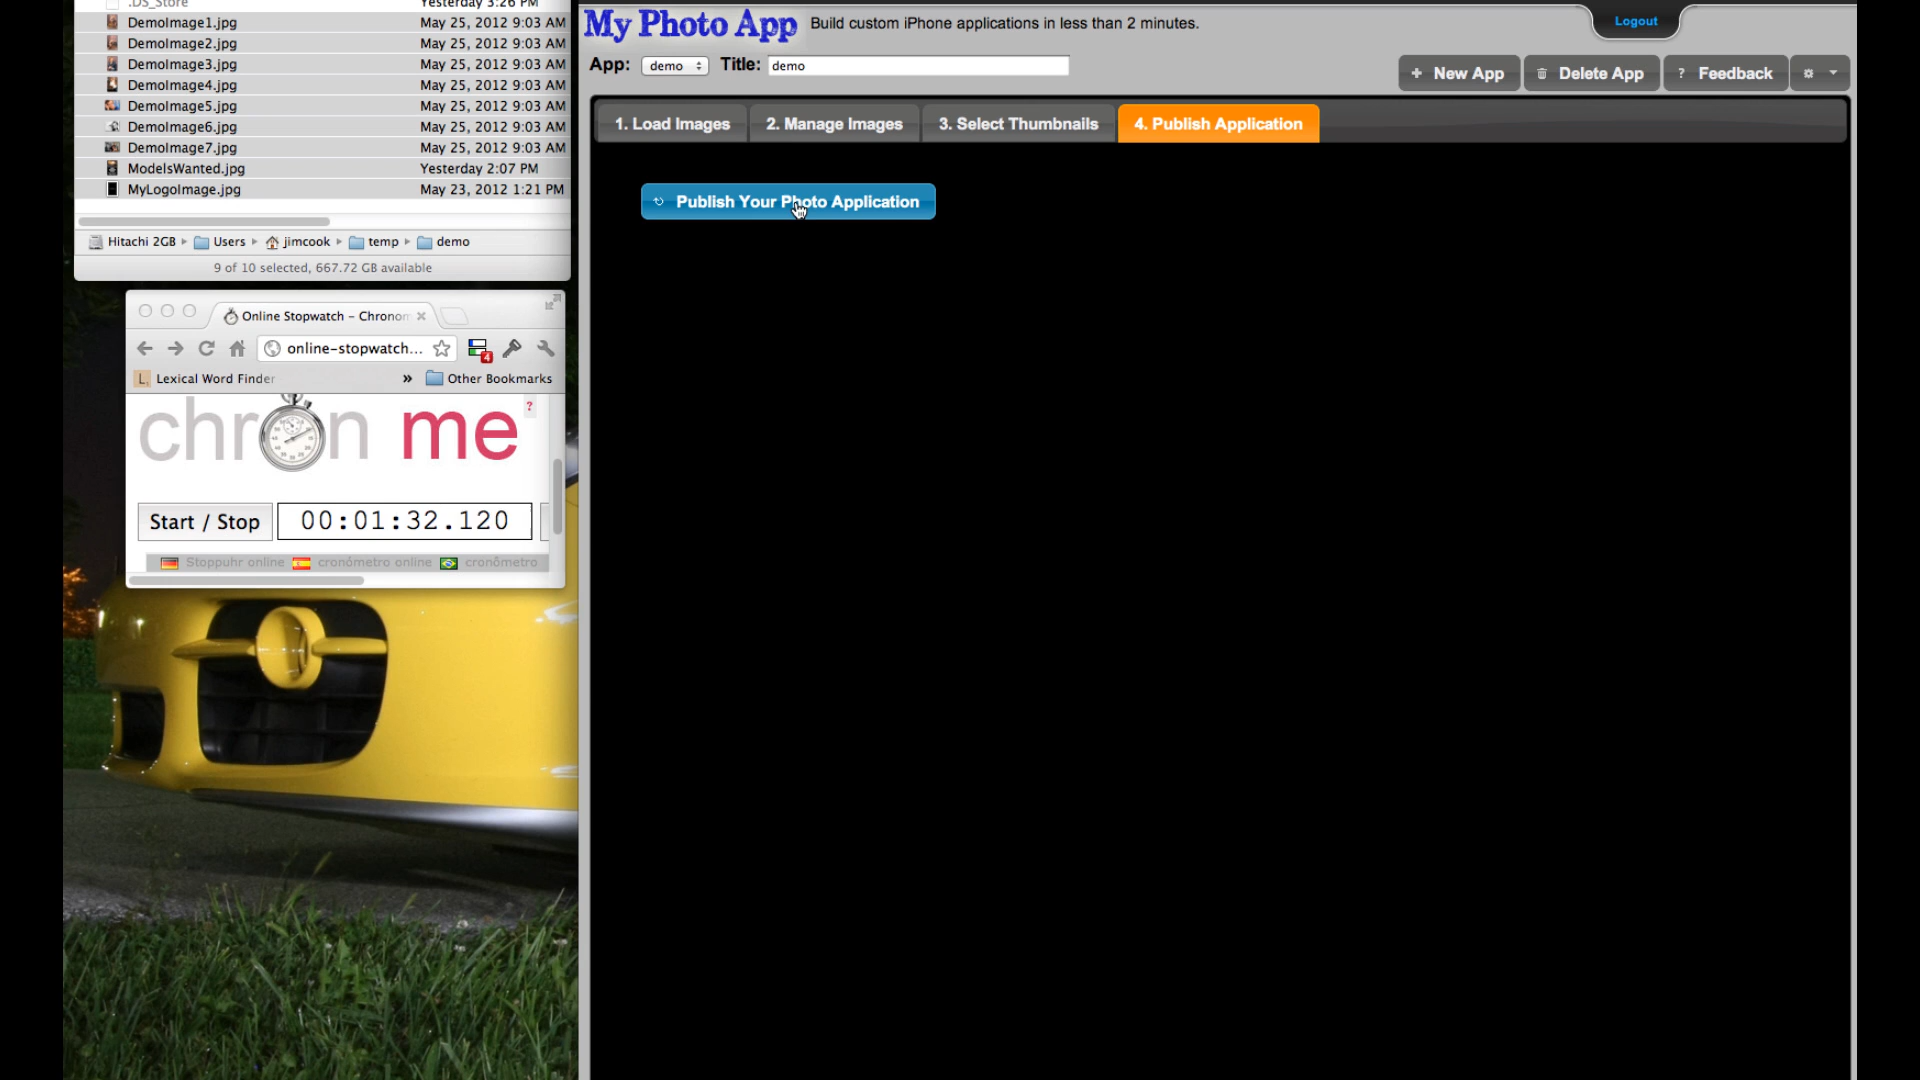 .DS_Store Yesterday 3:26 PM
DemoImage1.jpg May 25, 2012 9:03 AM
DemoImage2.jpg May 25, 2012 9:03 AM
DemoImage3.jpg May 25, 2012 9:03 AM
DemoImage4.jpg May 25, 2012 9:03 AM
DemoImage5.jpg May 25, 2012 9:03 AM
DemoImage6.jpg May 25, 2012 9:03 AM
DemoImage7.jpg May 25, 2012 9:03 AM
ModelsWanted.jpg Yesterday 2:07 PM
MyLogoImage.jpg May 23, 2012 1:21 PM
Hitachi 2GB Users jimcook temp demo
9 of 10 selected, 667.72 GB available
Online Stopwatch – Chronom
online-stopwatch...
4
L. Lexical Word Finder » Other Bookmarks
chron me ?
Start / Stop 00:01:32.120
Stoppuhr online cronômetro online cronômetro
My Photo App Build custom iPhone applications in less than 2 minutes.
Logout
App: demo Title: demo
+ New App Delete App ? Feedback
1. Load Images 2. Manage Images 3. Select Thumbnails 4. Publish Application
Publish Your Photo Application